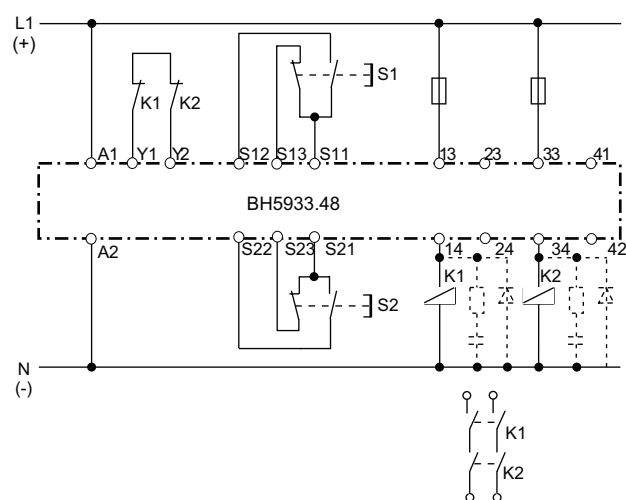 L1
(+)
S1
K1 K2
A1 Y1 Y2 S12 S13 S11 13 23 33 41
BH5933.48
A2 S22 S23 S21 14 24 34 42
K1 K2
S2
N
(-)
K1
K2